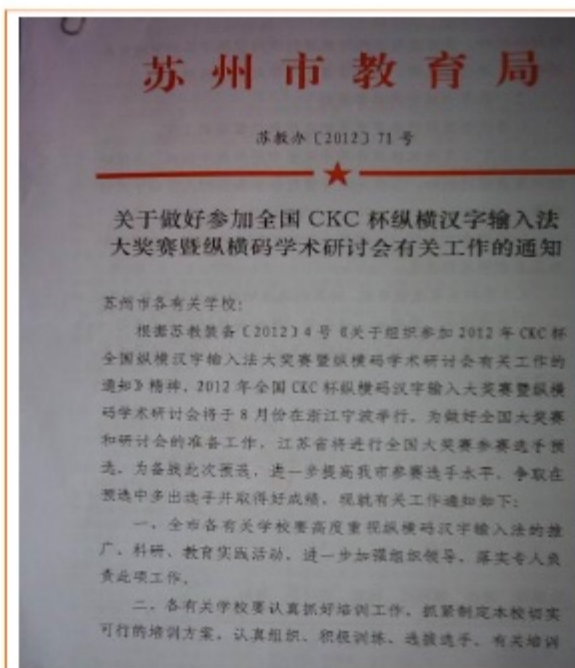 苏州市教育局
苏教办〔2012〕71号
关于做好参加全国CKC杯纵横汉字输入法
大奖赛暨纵横码学术研讨会有关工作的通知
苏州市各有关学校：
根据苏教装备〔2012〕4号《关于组织参加2012年CKC杯
全国纵横汉字输入法大奖赛暨纵横码学术研讨会有关工作的
通知》精神，2012年全国CKC杯纵横码汉字输入大奖赛暨纵横
码学术研讨会将于8月份在浙江宁波举行。为做好全国大奖赛
和研讨会的准备工作，江苏省将进行全国大奖赛参赛选手预
选。为备战此次预选，进一步提高我市参赛选手水平，争取在
预选中多出选手并取得好成绩，现就有关工作通知如下：
一、全市各有关学校要高度重视纵横码汉字输入法的推
广、科研、教育实践活动，进一步加强组织领导，落实专人负
责此项工作。
二、各有关学校要认真抓好培训工作，抓紧制定本校切实
可行的培训方案，认真组织、积极训练、选拔选手。有关培训